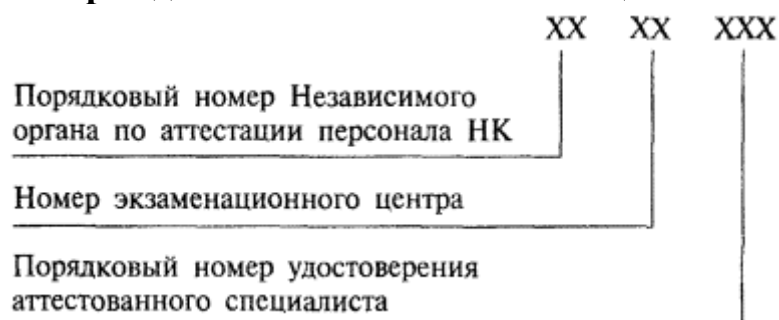 XX XX XXX
Порядковый номер Независимого
органа по аттестации персонала НК
Номер экзаменационного центра
Порядковый номер удостоверения
аттестованного специалиста